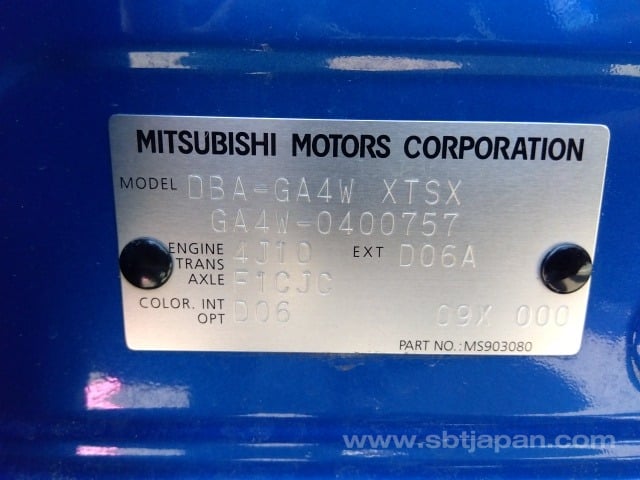 MITSUBISHI MOTORS CORPORATION
MODEL DBA-GA4W XTSX
GA4W-0400757
ENGINE 4J10 EXT D06A
TRANS
AXLE F1CJC
COLOR. INT D06
OPT C9X 000
PART NO.:MS903080
www.sbtjapan.com